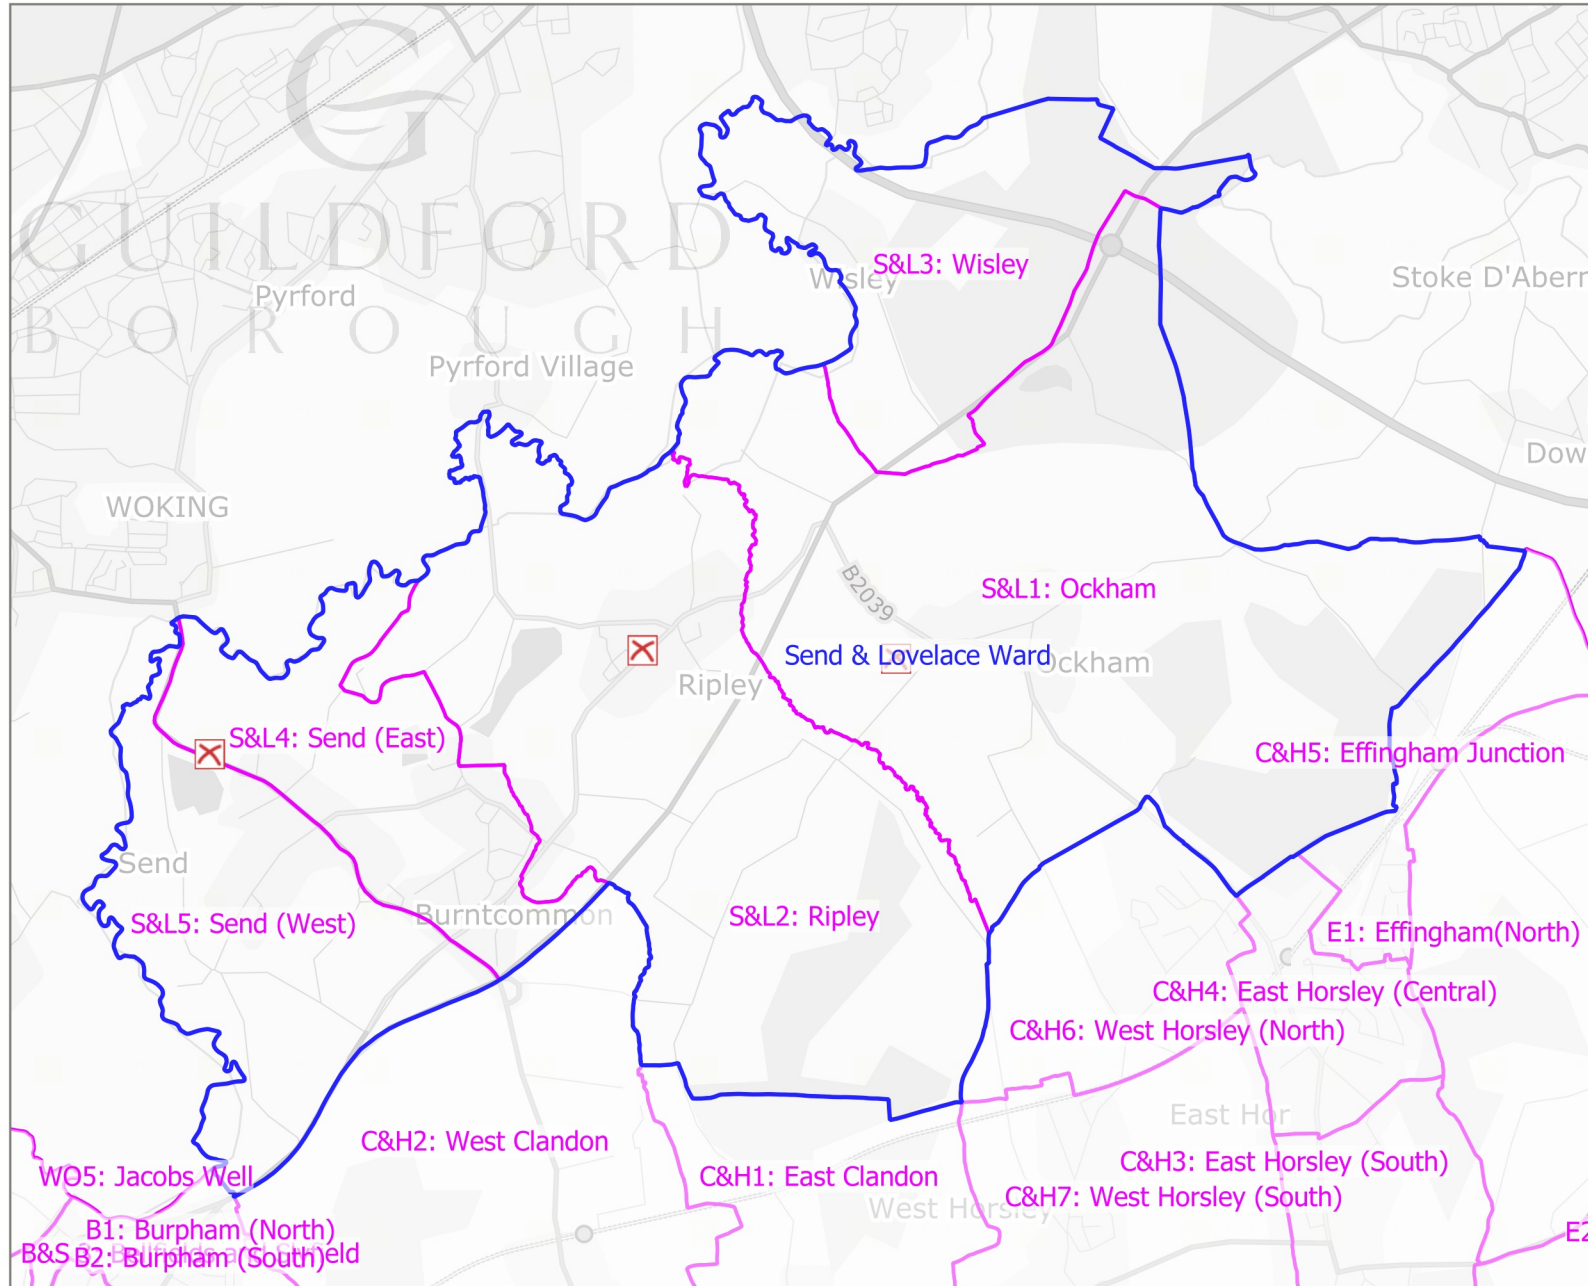 G
GUILDFORD
BOROUGH
S&L3: Wisley
Wisley
Stoke D'Abern
Pyrford
Pyrford Village
Dow
WOKING
B2039
S&L1: Ockham
Send & Lovelace Ward
Ockham
Ripley
S&L4: Send (East)
C&H5: Effingham Junction
Send
S&L5: Send (West)
Burntcommon
S&L2: Ripley
E1: Effingham(North)
C&H4: East Horsley (Central)
C&H6: West Horsley (North)
East Hor
C&H2: West Clandon
C&H3: East Horsley (South)
WO5: Jacobs Well
C&H1: East Clandon
C&H7: West Horsley (South)
West Horsley
B1: Burpham (North)
E2
B&S
B2: Burpham (South)